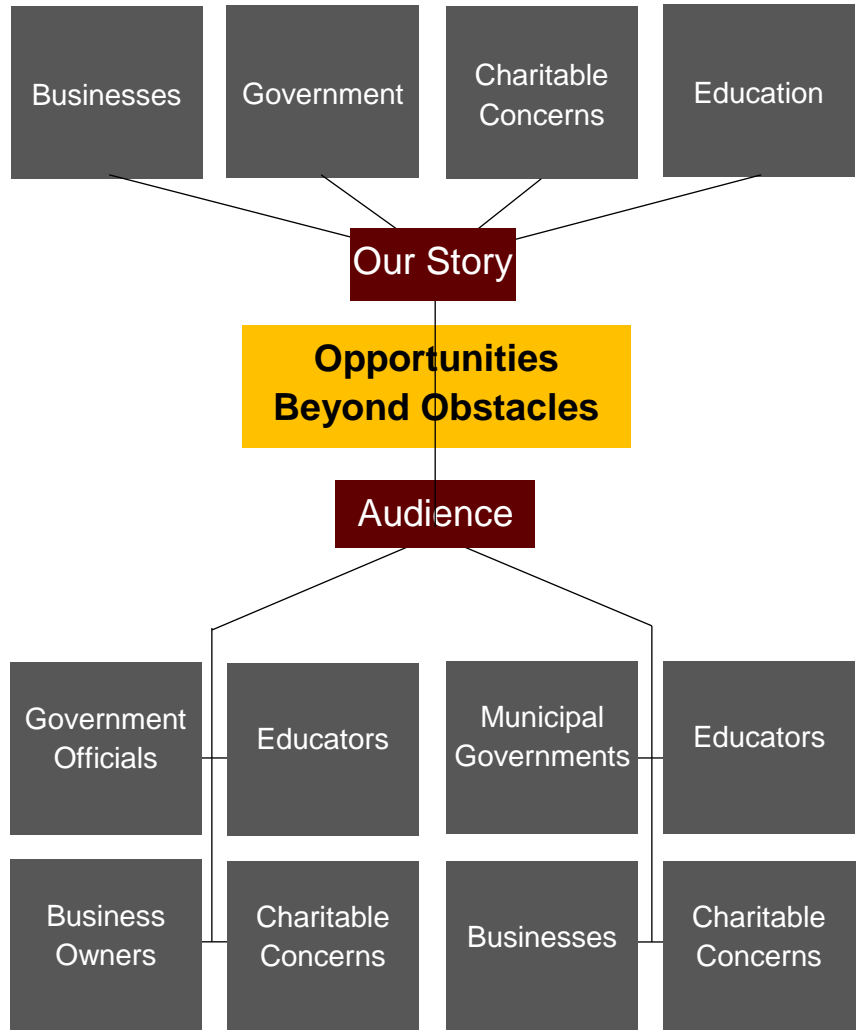 Businesses
Government
Charitable
Concerns
Education
Our Story
Opportunities
Beyond Obstacles
Audience
Government
Officials
Educators
Municipal
Governments
Educators
Business
Owners
Charitable
Concerns
Businesses
Charitable
Concerns